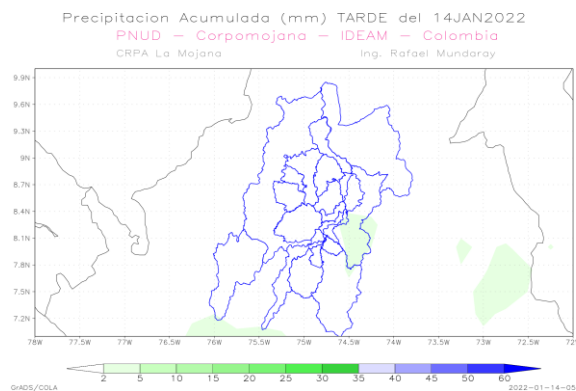 Precipitacion Acumulada (mm) TARDE del 14JAN2022
PNUD — Corpomojana — IDEAM — Colombia
CRPA La Mojana Ing. Rafael Mundaray
9.9N
9.6N
9.3N
9N
8.7N
8.4N
8.1N
7.8N
7.5N
7.2N
78W 77.5W 77W 76.5W 76W 75.5W 75W 74.5W 74W 73.5W 73W 72.5W 72W
2 5 10 15 20 25 30 35 40 45 50 60
GrADS/COLA 2022-01-14-05